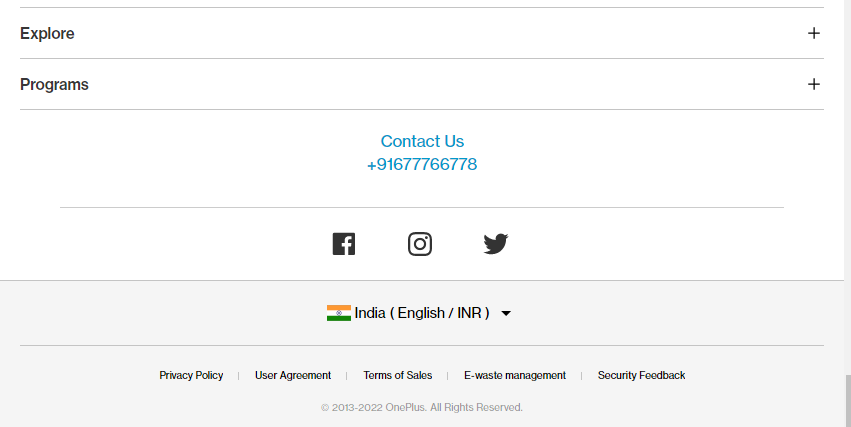 Explore
Programs
Contact Us
+91677766778
India ( English / INR )
Privacy Policy | User Agreement | Terms of Sales | E-waste management | Security Feedback
© 2013-2022 OnePlus. All Rights Reserved.